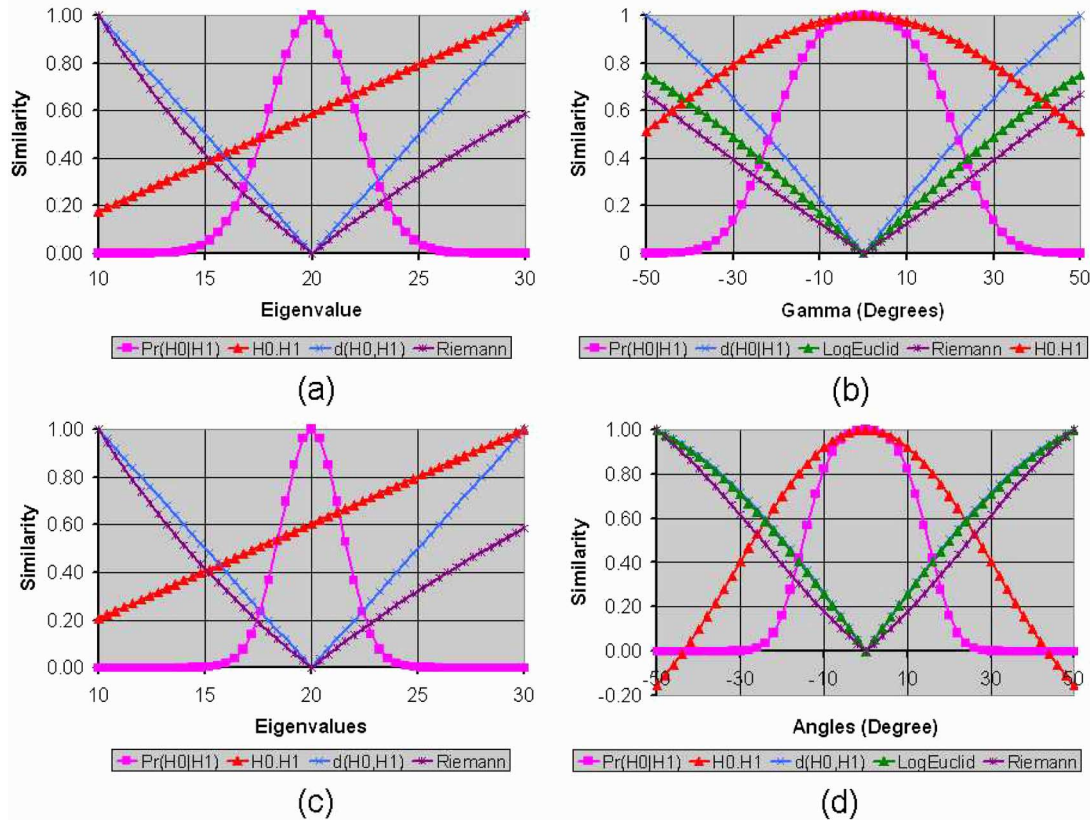 1.00
0.80
0.60
0.40
0.20
0.00
Similarity
10 15 20 25 30
Eigenvalue
Pr(H0|H1) H0.H1 d(H0,H1) Riemann
(a)
1
0.80
0.60
0.40
0.20
0
Similarity
-50 -30 -10 10 30 50
Gamma (Degrees)
Pr(H0|H1) d(H0|H1) LogEuclid Riemann H0.H1
(b)
1.00
0.80
0.60
0.40
0.20
0.00
Similarity
10 15 20 25 30
Eigenvalues
Pr(H0|H1) H0.H1 d(H0,H1) Riemann
(c)
1.00
0.80
0.60
0.40
0.20
0.00
-0.20
Similarity
-50 -30 -10 10 30 50
Angles (Degree)
Pr(H0|H1) H0.H1 d(H0,H1) LogEuclid Riemann
(d)